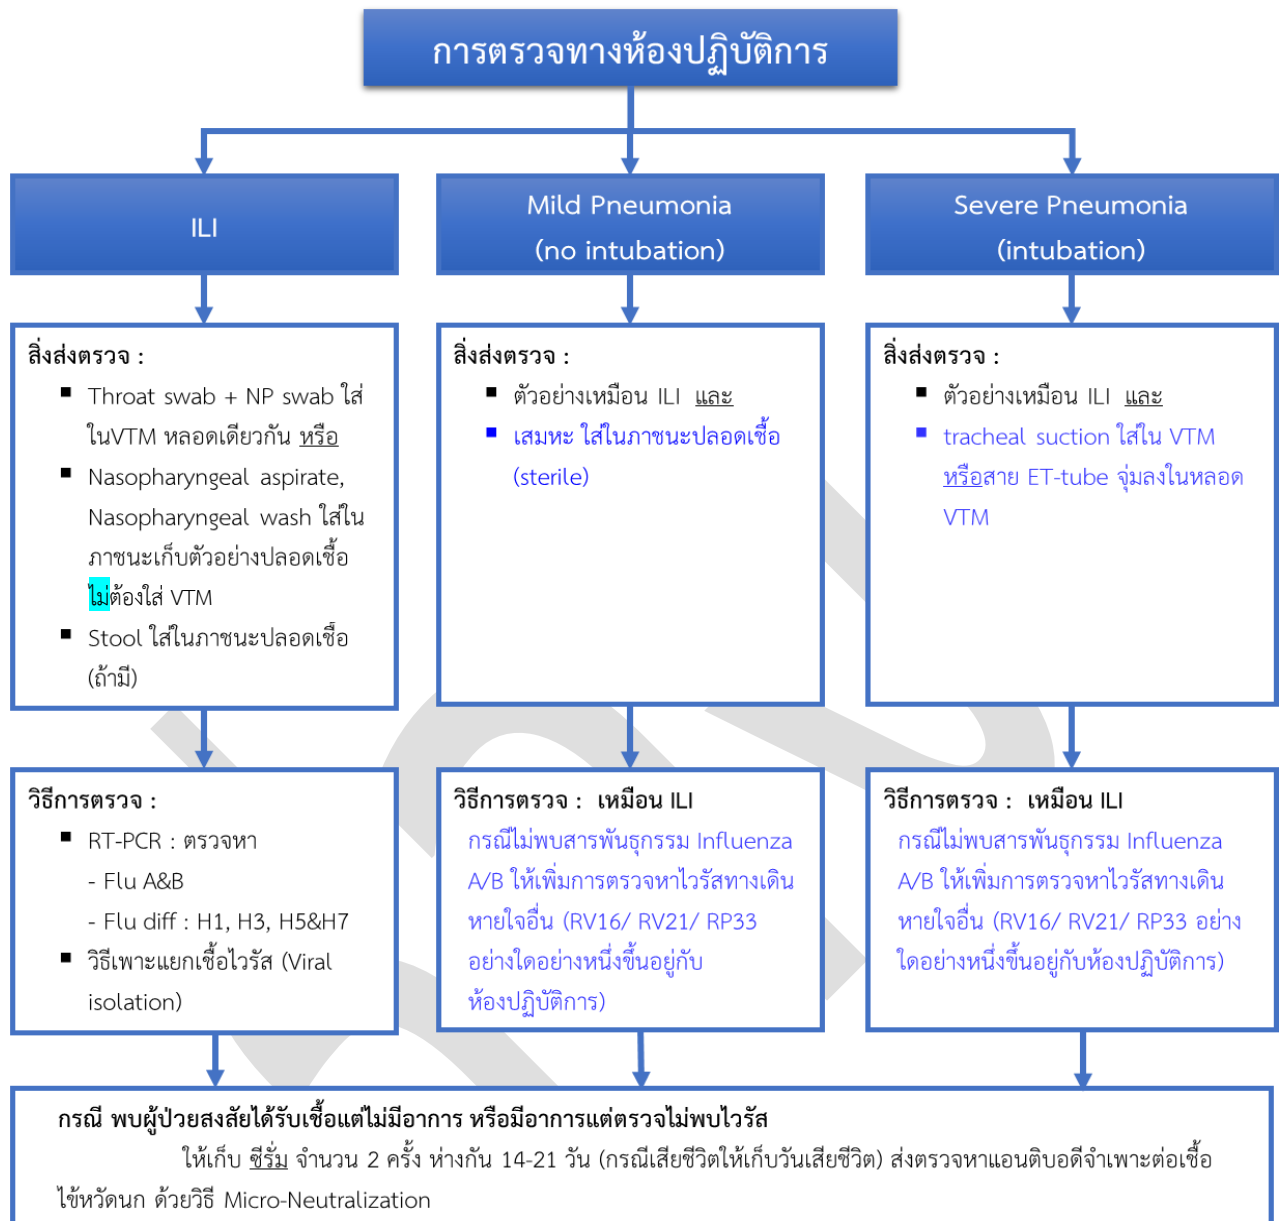 การตรวจทางห้องปฏิบัติการ
ILI
Mild Pneumonia
(no intubation)
Severe Pneumonia
(intubation)
สิ่งส่งตรวจ :
▪ Throat swab + NP swab ใส่
ในVTM หลอดเดียวกัน หรือ
▪ Nasopharyngeal aspirate,
Nasopharyngeal wash ใส่ใน
ภาชนะเก็บตัวอย่างปลอดเชื้อ
ไม่ต้องใส่ VTM
▪ Stool ใส่ในภาชนะปลอดเชื้อ
(ถ้ามี)
สิ่งส่งตรวจ :
▪ ตัวอย่างเหมือน ILI และ
▪ เสมหะ ใส่ในภาชนะปลอดเชื้อ
(sterile)
สิ่งส่งตรวจ :
▪ ตัวอย่างเหมือน ILI และ
▪ tracheal suction ใส่ใน VTM
หรือสาย ET-tube จุ่มลงในหลอด
VTM
วิธีการตรวจ :
▪ RT-PCR : ตรวจหา
- Flu A&B
- Flu diff : H1, H3, H5&H7
▪ วิธีเพาะแยกเชื้อไวรัส (Viral
isolation)
วิธีการตรวจ : เหมือน ILI
กรณีไม่พบสารพันธุกรรม Influenza
A/B ให้เพิ่มการตรวจหาไวรัสทางเดิน
หายใจอื่น (RV16/ RV21/ RP33
อย่างใดอย่างหนึ่งขึ้นอยู่กับ
ห้องปฏิบัติการ)
วิธีการตรวจ : เหมือน ILI
กรณีไม่พบสารพันธุกรรม Influenza
A/B ให้เพิ่มการตรวจหาไวรัสทางเดิน
หายใจอื่น (RV16/ RV21/ RP33 อย่าง
ใดอย่างหนึ่งขึ้นอยู่กับห้องปฏิบัติการ)
กรณี พบผู้ป่วยสงสัยได้รับเชื้อแต่ไม่มีอาการ หรือมีอาการแต่ตรวจไม่พบไวรัส
ให้เก็บ ซีรั่ม จำนวน 2 ครั้ง ห่างกัน 14-21 วัน (กรณีเสียชีวิตให้เก็บวันเสียชีวิต) ส่งตรวจหาแอนติบอดีจำเพาะต่อเชื้อ
ไข้หวัดนก ด้วยวิธี Micro-Neutralization